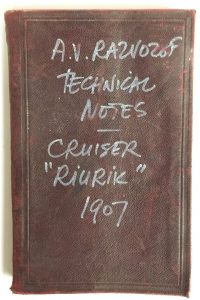 A.V. RAZVOZOF
TECHNICAL
NOTES
—
CRUISER
"RIURIK"
1907